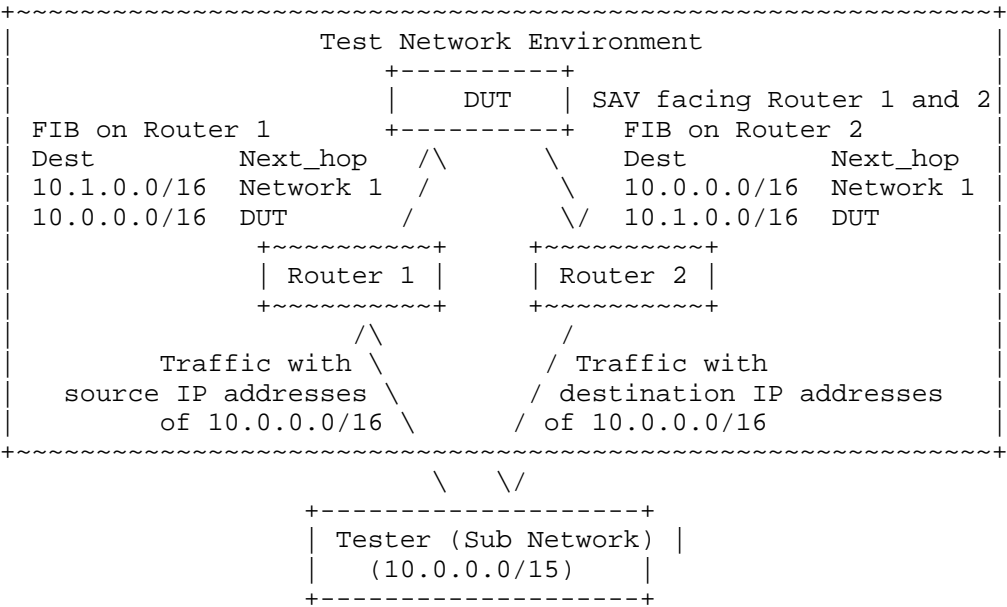 +~~~~~~~~~~~~~~~~~~~~~~~~~~~~~~~~~~~~~~~~~~~~~~~~~~~~~~~~~~~~~+
|                   Test Network Environment                  |
|                       +----------+                          |
|                       |    DUT   | SAV facing Router 1 and 2|
| FIB on Router 1       +----------+   FIB on Router 2        |
| Dest         Next_hop   /\      \    Dest         Next_hop  |
| 10.1.0.0/16  Network 1  /        \   10.0.0.0/16  Network 1 |
| 10.0.0.0/16  DUT       /         \/  10.1.0.0/16  DUT       |
|               +~~~~~~~~~~+     +~~~~~~~~~~+                 |
|               | Router 1 |     | Router 2 |                 |
|               +~~~~~~~~~~+     +~~~~~~~~~~+                 |
|                     /\           /                          |
|         Traffic with \          / Traffic with              |
|   source IP addresses \        / destination IP addresses   |
|         of 10.0.0.0/16 \      / of 10.0.0.0/16              |
+~~~~~~~~~~~~~~~~~~~~~~~~~~~~~~~~~~~~~~~~~~~~~~~~~~~~~~~~~~~~~+
                          \   \/
                  +--------------------+
                  | Tester (Sub Network) |
                  |   (10.0.0.0/15)    |
                  +--------------------+